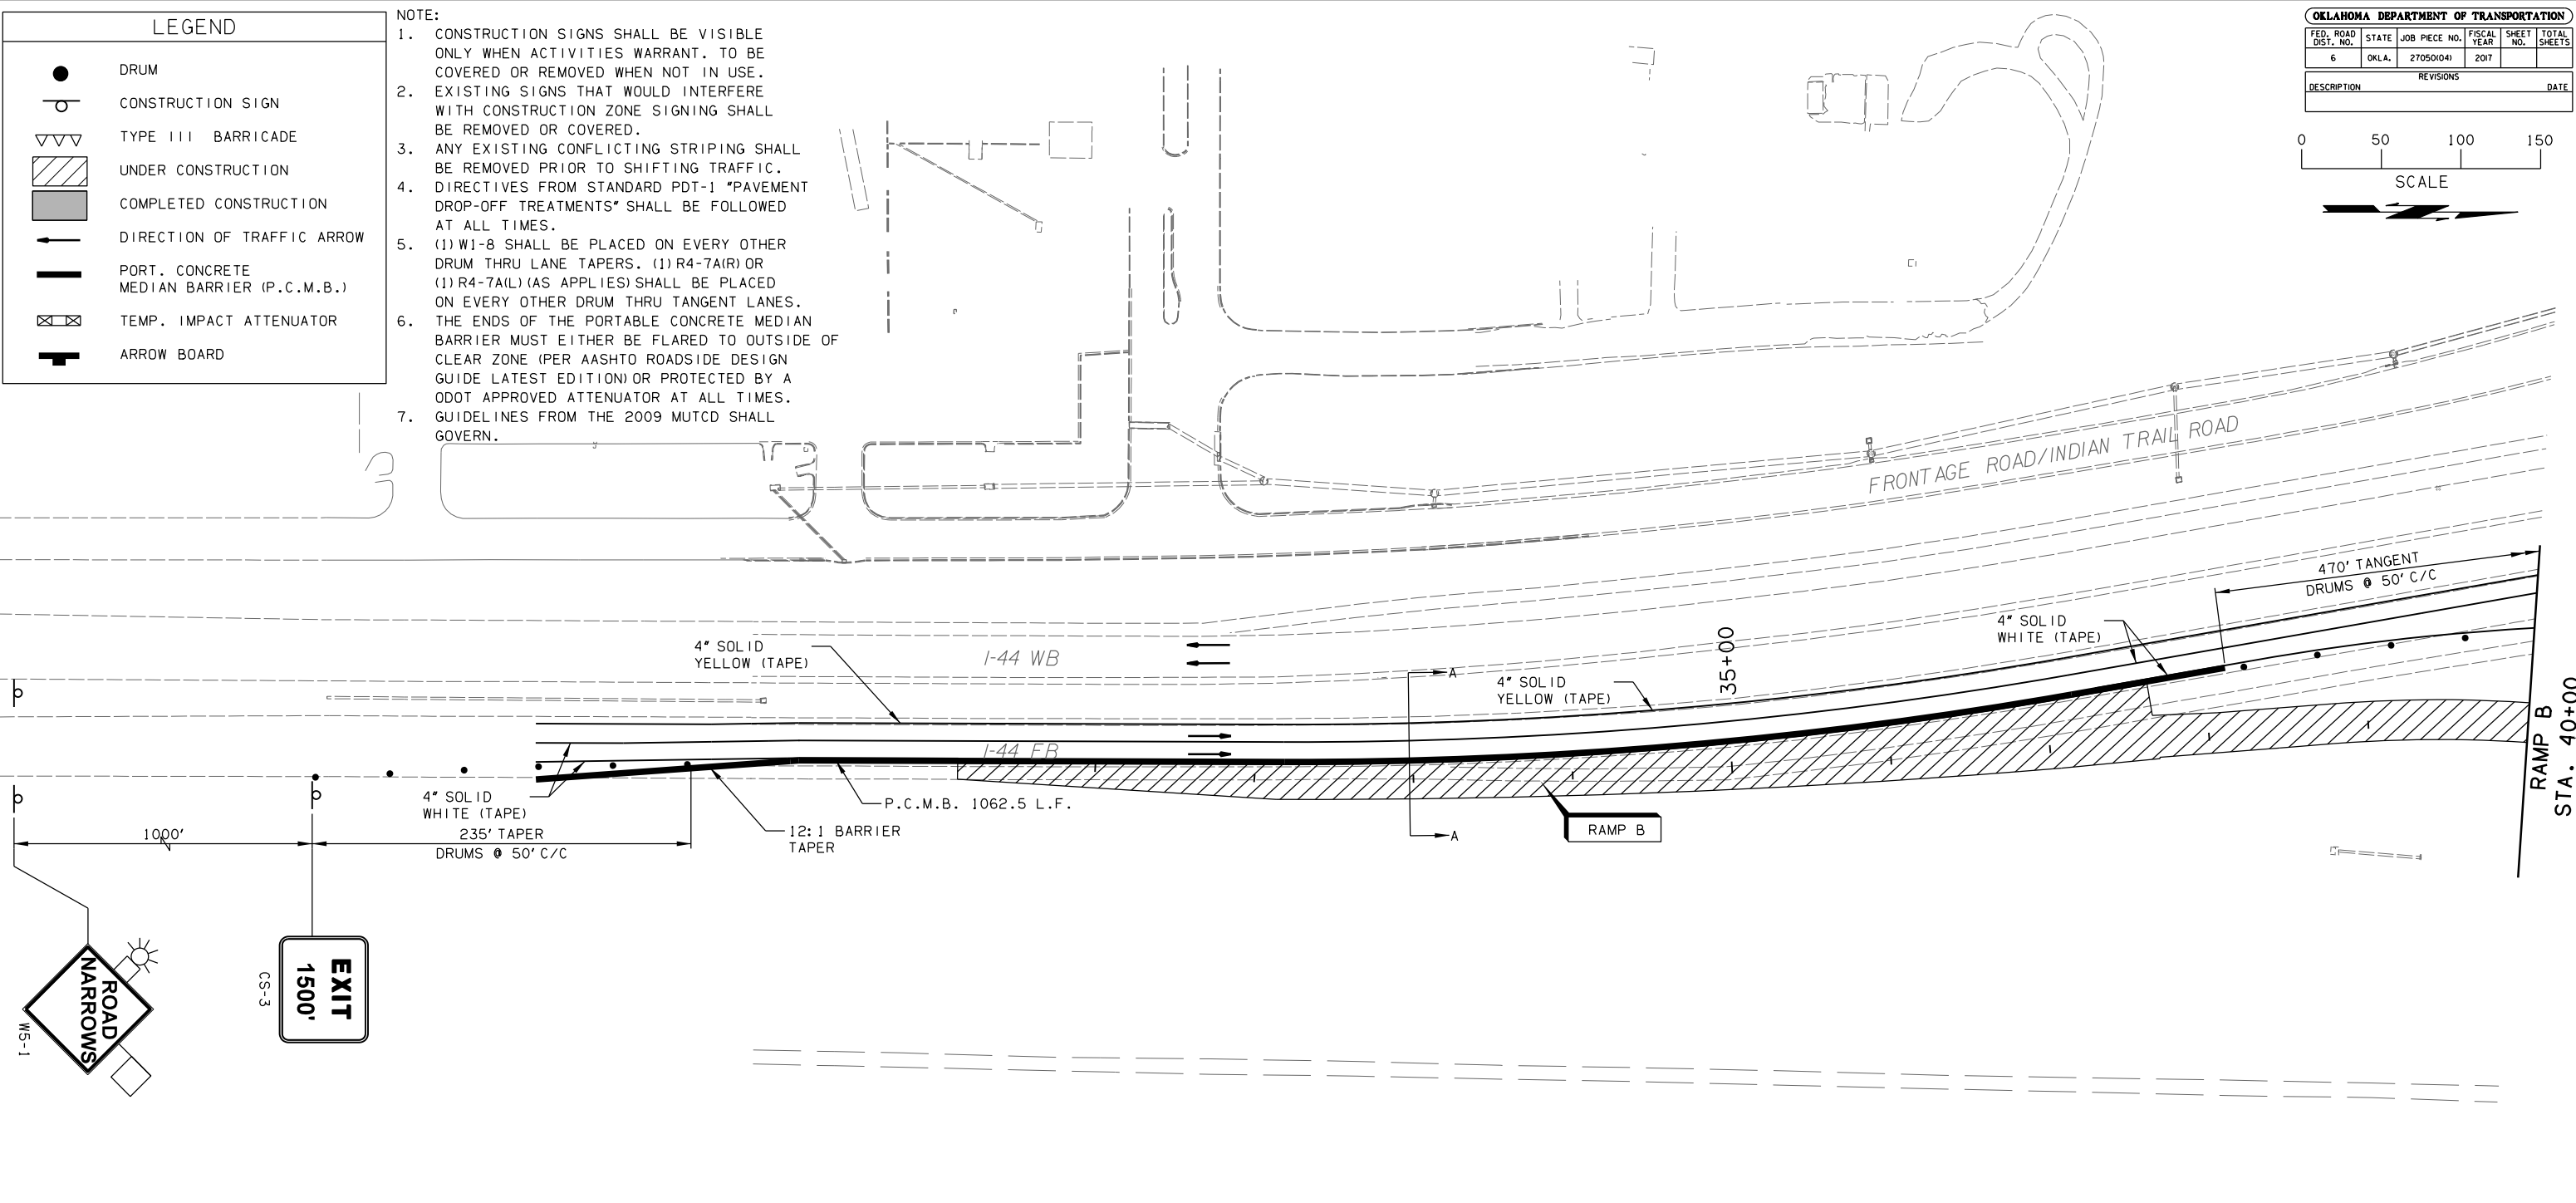 LEGEND
DRUM
CONSTRUCTION SIGN
TYPE III BARRICADE
UNDER CONSTRUCTION
COMPLETED CONSTRUCTION
DIRECTION OF TRAFFIC ARROW
PORT. CONCRETE
MEDIAN BARRIER (P.C.M.B.)
TEMP. IMPACT ATTENUATOR
ARROW BOARD
NOTE:
1. CONSTRUCTION SIGNS SHALL BE VISIBLE
ONLY WHEN ACTIVITIES WARRANT. TO BE
COVERED OR REMOVED WHEN NOT IN USE.
2. EXISTING SIGNS THAT WOULD INTERFERE
WITH CONSTRUCTION ZONE SIGNING SHALL
BE REMOVED OR COVERED.
3. ANY EXISTING CONFLICTING STRIPING SHALL
BE REMOVED PRIOR TO SHIFTING TRAFFIC.
4. DIRECTIVES FROM STANDARD PDT-1 "PAVEMENT
DROP-OFF TREATMENTS" SHALL BE FOLLOWED
AT ALL TIMES.
5. (1) W1-8 SHALL BE PLACED ON EVERY OTHER
DRUM THRU LANE TAPERS. (1) R4-7A(R) OR
(1) R4-7A(L) (AS APPLIES) SHALL BE PLACED
ON EVERY OTHER DRUM THRU TANGENT LANES.
6. THE ENDS OF THE PORTABLE CONCRETE MEDIAN
BARRIER MUST EITHER BE FLARED TO OUTSIDE OF
CLEAR ZONE (PER AASHTO ROADSIDE DESIGN
GUIDE LATEST EDITION) OR PROTECTED BY A
ODOT APPROVED ATTENUATOR AT ALL TIMES.
7. GUIDELINES FROM THE 2009 MUTCD SHALL
GOVERN.
OKLAHOMA DEPARTMENT OF TRANSPORTATION
FED. ROAD DIST. NO. STATE JOB PIECE NO. FISCAL YEAR SHEET NO. TOTAL SHEETS
6 OKLA. 27050(04) 2017
REVISIONS
DESCRIPTION DATE
0 50 100 150
SCALE
FRONTAGE ROAD/INDIAN TRAIL ROAD
470' TANGENT
DRUMS @ 50' C/C
4" SOLID
WHITE (TAPE)
4" SOLID
YELLOW (TAPE)
I-44 WB
35+00
A
4" SOLID
YELLOW (TAPE)
I-44 EB
4" SOLID
WHITE (TAPE)
P.C.M.B. 1062.5 L.F.
12:1 BARRIER
TAPER
RAMP B
A
RAMP B
STA. 40+00
1000'
235' TAPER
DRUMS @ 50' C/C
EXIT
1500'
CS-3
ROAD
NARROWS
W5-1